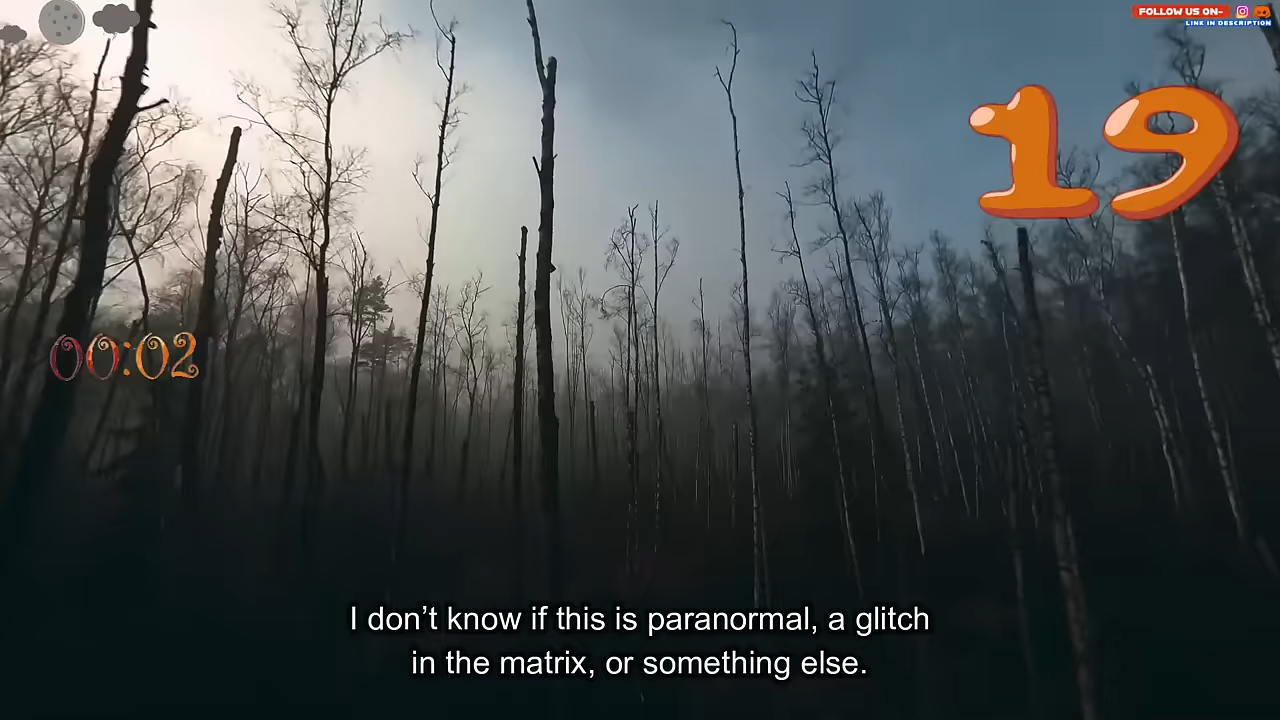 FOLLOW US ON-
LINK IN DESCRIPTION
19
00:02
I don't know if this is paranormal, a glitch
in the matrix, or something else.